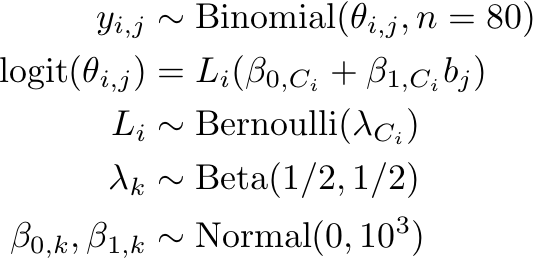 y_{i,j} ∼ Binomial(θ_{i,j}, n = 80)
logit(θ_{i,j}) = L_i(β_{0,C_i} + β_{1,C_i} b_j)
L_i ∼ Bernoulli(λ_{C_i})
λ_k ∼ Beta(1/2, 1/2)
β_{0,k}, β_{1,k} ∼ Normal(0, 10^3)